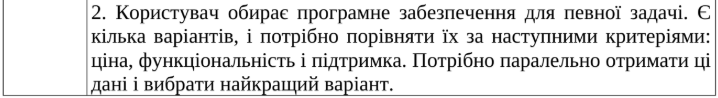 2. Користувач обирає програмне забезпечення для певної задачі. Є
кілька варіантів, і потрібно порівняти їх за наступними критеріями:
ціна, функціональність і підтримка. Потрібно паралельно отримати ці
дані і вибрати найкращий варіант.